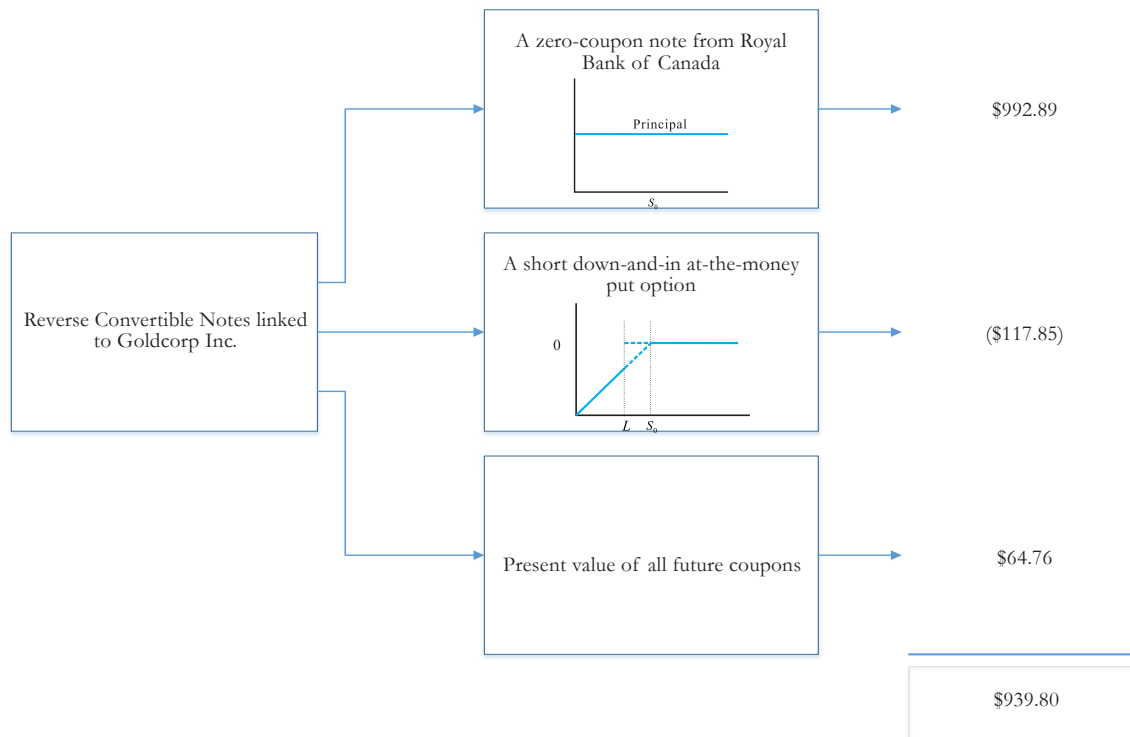 A zero-coupon note from Royal
Bank of Canada
Principal
S₀
$992.89
Reverse Convertible Notes linked
to Goldcorp Inc.
A short down-and-in at-the-money
put option
0
L S₀
($117.85)
Present value of all future coupons
$64.76
$939.80